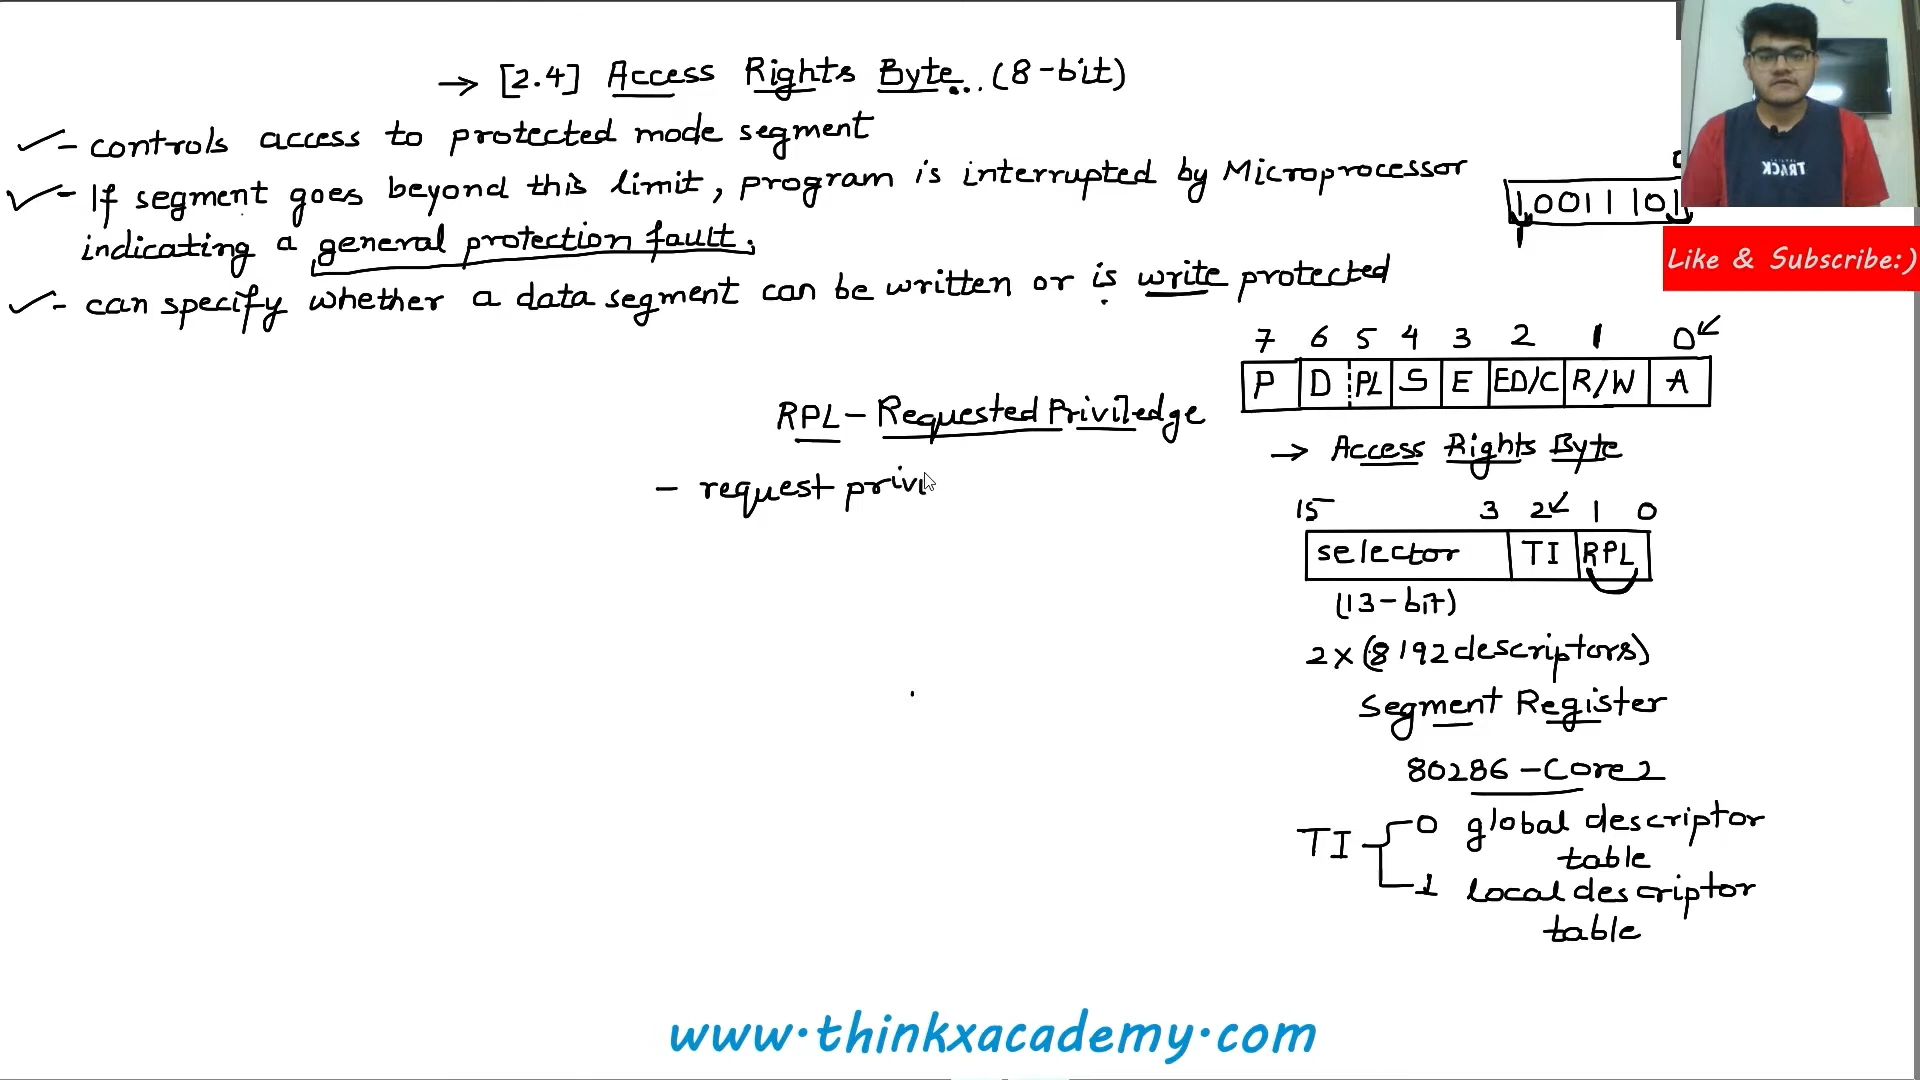 → [2.4] Access Rights Byte... (8-bit)
- controls access to protected mode segment
- If segment goes beyond this limit, program is interrupted by Microprocessor
indicating a general protection fault.
- can specify whether a data segment can be written or is write protected
TRACK
10011101
Like & Subscribe:)
7 6 5 4 3 2 1 0
P D PL S E ED/C R/W A
→ Access Rights Byte
RPL - Requested Priviledge
- request privi
15 3 2 1 0
selector TI RPL
(13-bit)
2 x (8192 descriptors)
Segment Register
80286 - Core 2
TI 0 global descriptor
table
1 local descriptor
table
www.thinkxacademy.com